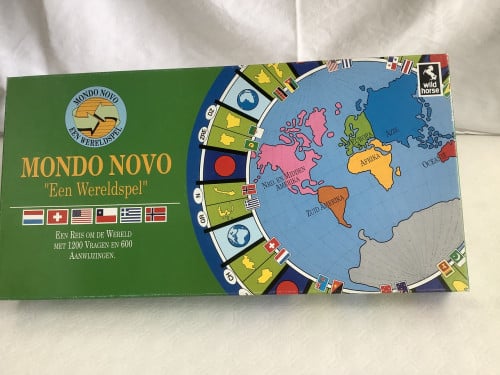 MONDO NOVO
EEN WERELDSPEL
MONDO NOVO
"Een Wereldspel"
EEN REIS OM DE WERELD
MET 1200 VRAGEN EN 600
AANWIJZINGEN.
wild
horse
AZIË
AFRIKA
ZUID AMERIKA